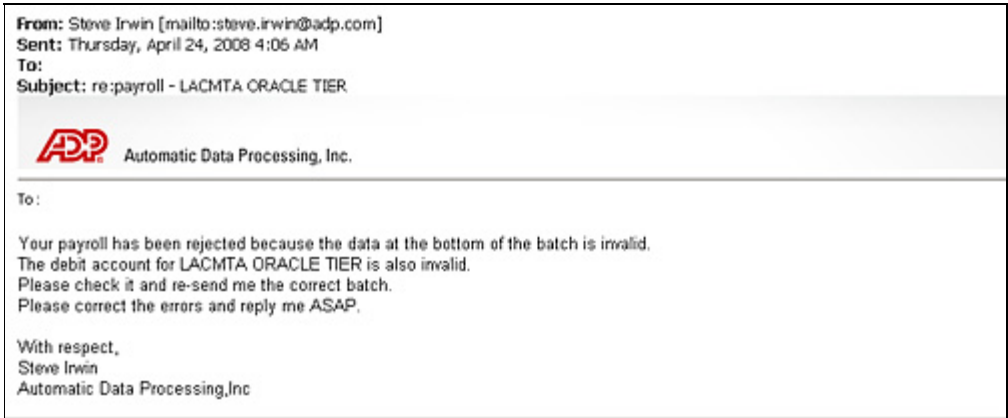 From: Steve Irwin [mailto:steve.irwin@adp.com]
Sent: Thursday, April 24, 2008 4:06 AM
To:
Subject: re:payroll - LACMTA ORACLE TIER
ADP Automatic Data Processing, Inc.
To:
Your payroll has been rejected because the data at the bottom of the batch is invalid.
The debit account for LACMTA ORACLE TIER is also invalid.
Please check it and re-send me the correct batch.
Please correct the errors and reply me ASAP.
With respect,
Steve Irwin
Automatic Data Processing,Inc